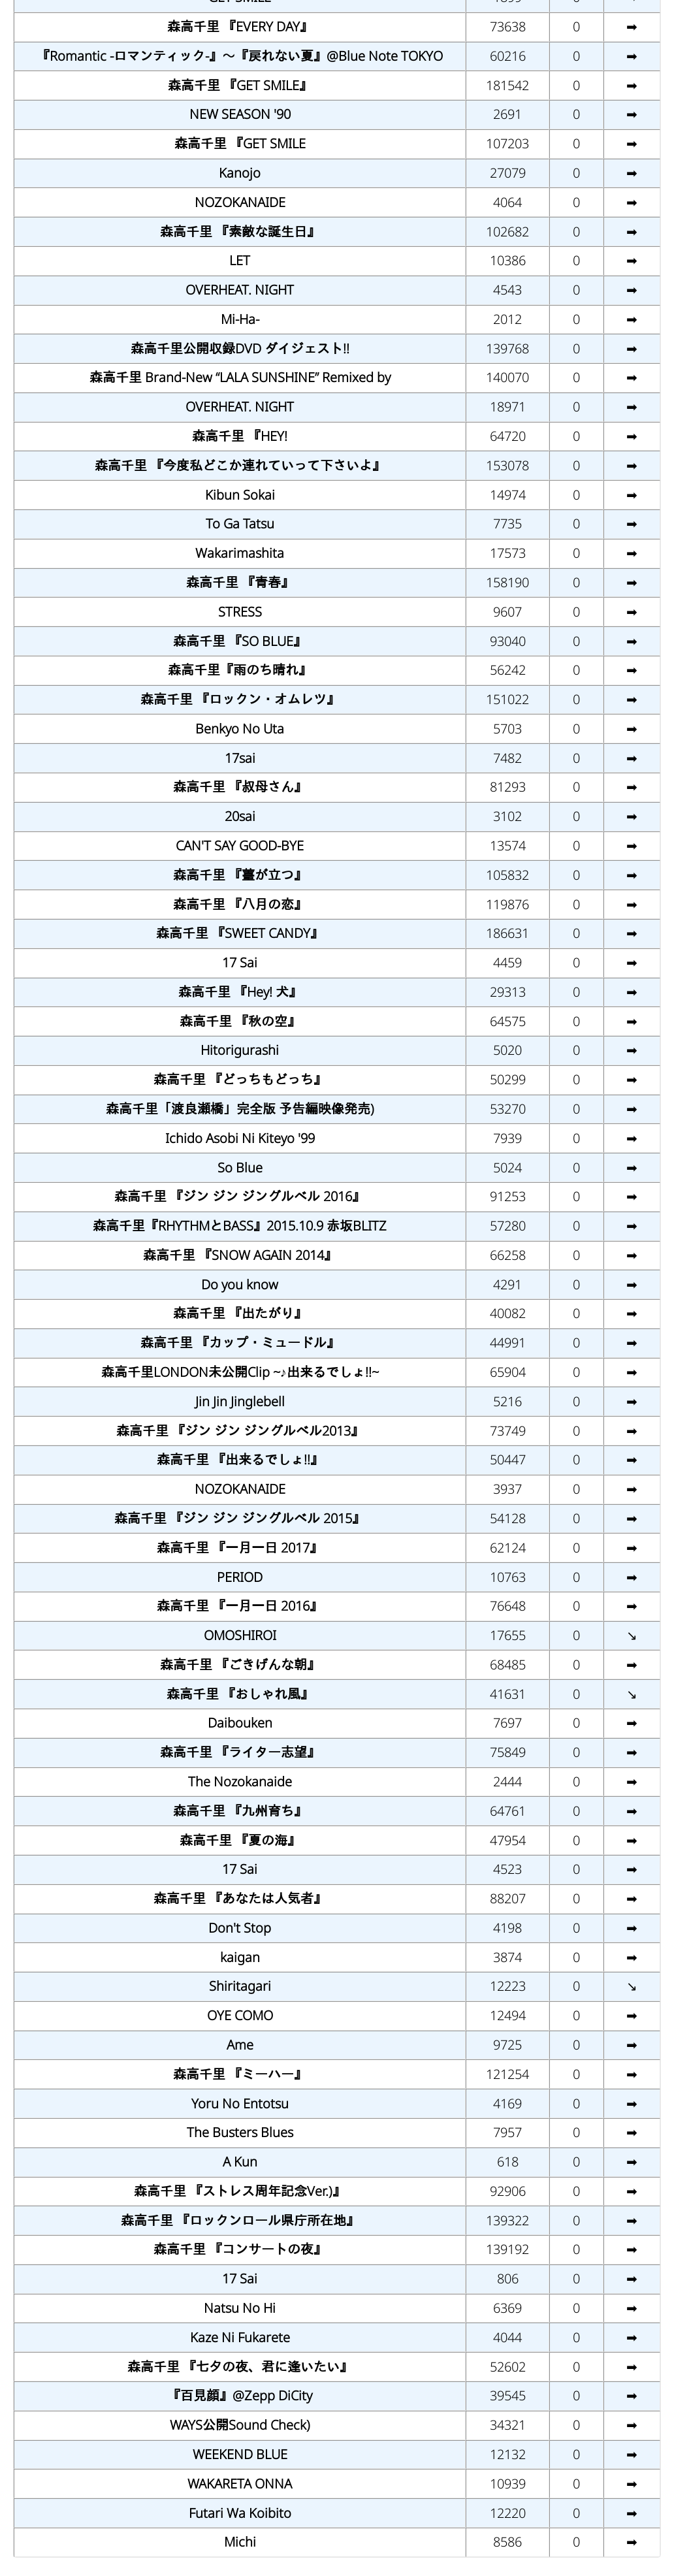 森高千里 『EVERY DAY』 73638 0 ➡
『Romantic -ロマンティック-』～『戻れない夏』@Blue Note TOKYO 60216 0 ➡
森高千里 『GET SMILE』 181542 0 ➡
NEW SEASON '90 2691 0 ➡
森高千里 『GET SMILE 107203 0 ➡
Kanojo 27079 0 ➡
NOZOKANAIDE 4064 0 ➡
森高千里 『素敵な誕生日』 102682 0 ➡
LET 10386 0 ➡
OVERHEAT. NIGHT 4543 0 ➡
Mi-Ha- 2012 0 ➡
森高千里公開収録DVD ダイジェスト!! 139768 0 ➡
森高千里 Brand-New “LALA SUNSHINE” Remixed by 140070 0 ➡
OVERHEAT. NIGHT 18971 0 ➡
森高千里 『HEY! 64720 0 ➡
森高千里 『今度私どこか連れていって下さいよ』 153078 0 ➡
Kibun Sokai 14974 0 ➡
To Ga Tatsu 7735 0 ➡
Wakarimashita 17573 0 ➡
森高千里 『青春』 158190 0 ➡
STRESS 9607 0 ➡
森高千里 『SO BLUE』 93040 0 ➡
森高千里『雨のち晴れ』 56242 0 ➡
森高千里 『ロックン・オムレツ』 151022 0 ➡
Benkyo No Uta 5703 0 ➡
17sai 7482 0 ➡
森高千里 『叔母さん』 81293 0 ➡
20sai 3102 0 ➡
CAN'T SAY GOOD-BYE 13574 0 ➡
森高千里 『薹が立つ』 105832 0 ➡
森高千里 『八月の恋』 119876 0 ➡
森高千里 『SWEET CANDY』 186631 0 ➡
17 Sai 4459 0 ➡
森高千里 『Hey! 犬』 29313 0 ➡
森高千里 『秋の空』 64575 0 ➡
Hitorigurashi 5020 0 ➡
森高千里 『どっちもどっち』 50299 0 ➡
森高千里「渡良瀬橋」完全版 予告編映像発売) 53270 0 ➡
Ichido Asobi Ni Kiteyo '99 7939 0 ➡
So Blue 5024 0 ➡
森高千里 『ジン ジン ジングルベル 2016』 91253 0 ➡
森高千里『RHYTHMとBASS』2015.10.9 赤坂BLITZ 57280 0 ➡
森高千里 『SNOW AGAIN 2014』 66258 0 ➡
Do you know 4291 0 ➡
森高千里 『出たがり』 40082 0 ➡
森高千里 『カップ・ミュードル』 44991 0 ➡
森高千里LONDON未公開Clip ~♪出来るでしょ!!~ 65904 0 ➡
Jin Jin Jinglebell 5216 0 ➡
森高千里 『ジン ジン ジングルベル2013』 73749 0 ➡
森高千里 『出来るでしょ!!』 50447 0 ➡
NOZOKANAIDE 3937 0 ➡
森高千里 『ジン ジン ジングルベル 2015』 54128 0 ➡
森高千里 『一月一日 2017』 62124 0 ➡
PERIOD 10763 0 ➡
森高千里 『一月一日 2016』 76648 0 ➡
OMOSHIROI 17655 0 ↘
森高千里 『ごきげんな朝』 68485 0 ➡
森高千里 『おしゃれ風』 41631 0 ↘
Daibouken 7697 0 ➡
森高千里 『ライター志望』 75849 0 ➡
The Nozokanaide 2444 0 ➡
森高千里 『九州育ち』 64761 0 ➡
森高千里 『夏の海』 47954 0 ➡
17 Sai 4523 0 ➡
森高千里 『あなたは人気者』 88207 0 ➡
Don't Stop 4198 0 ➡
kaigan 3874 0 ➡
Shiritagari 12223 0 ↘
OYE COMO 12494 0 ➡
Ame 9725 0 ➡
森高千里 『ミーハー』 121254 0 ➡
Yoru No Entotsu 4169 0 ➡
The Busters Blues 7957 0 ➡
A Kun 618 0 ➡
森高千里 『ストレス周年記念Ver.)』 92906 0 ➡
森高千里 『ロックンロール県庁所在地』 139322 0 ➡
森高千里 『コンサートの夜』 139192 0 ➡
17 Sai 806 0 ➡
Natsu No Hi 6369 0 ➡
Kaze Ni Fukarete 4044 0 ➡
森高千里 『七夕の夜、君に逢いたい』 52602 0 ➡
『百見顔』@Zepp DiCity 39545 0 ➡
WAYS公開Sound Check) 34321 0 ➡
WEEKEND BLUE 12132 0 ➡
WAKARETA ONNA 10939 0 ➡
Futari Wa Koibito 12220 0 ➡
Michi 8586 0 ➡